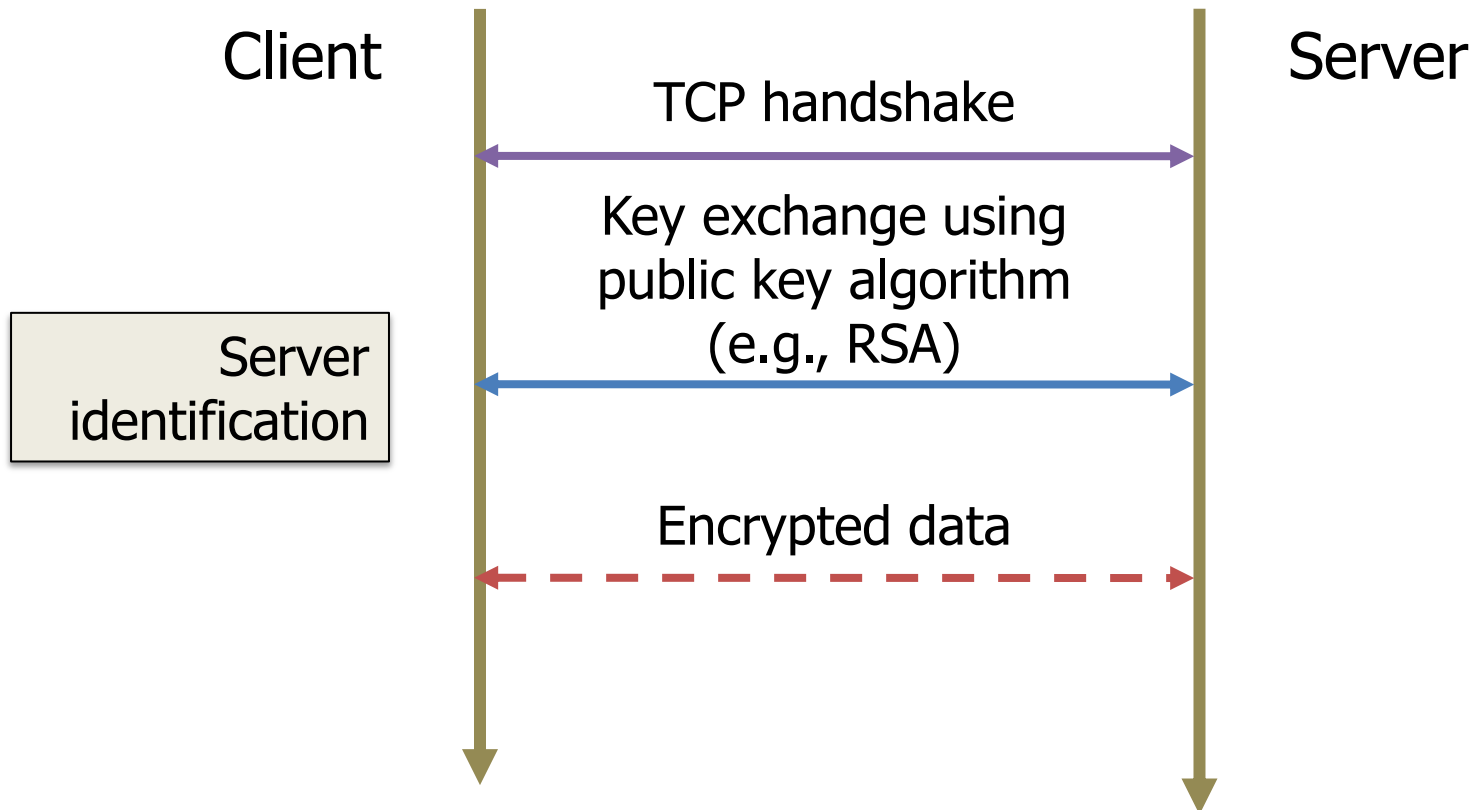 Client
Server
TCP handshake
Key exchange using
public key algorithm
(e.g., RSA)
Server
identification
Encrypted data